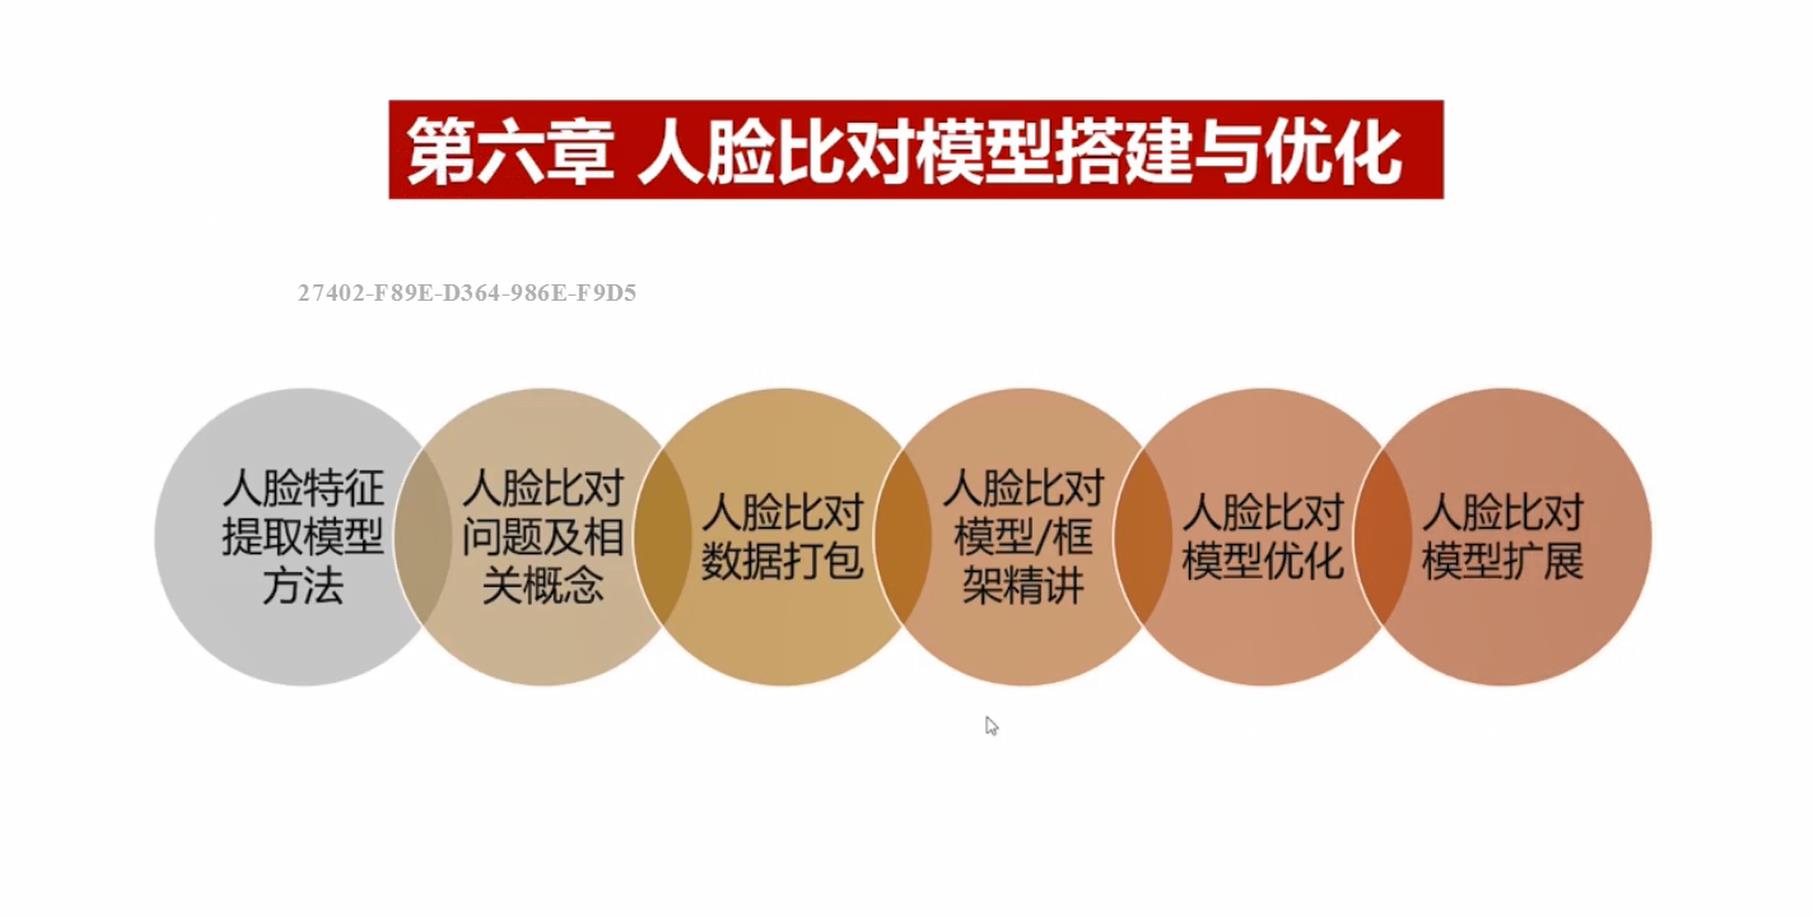 第六章 人脸比对模型搭建与优化
27402-F89E-D364-986E-F9D5
人脸特征
提取模型
方法
人脸比对
问题及相
关概念
人脸比对
数据打包
人脸比对
模型/框
架精讲
人脸比对
模型优化
人脸比对
模型扩展